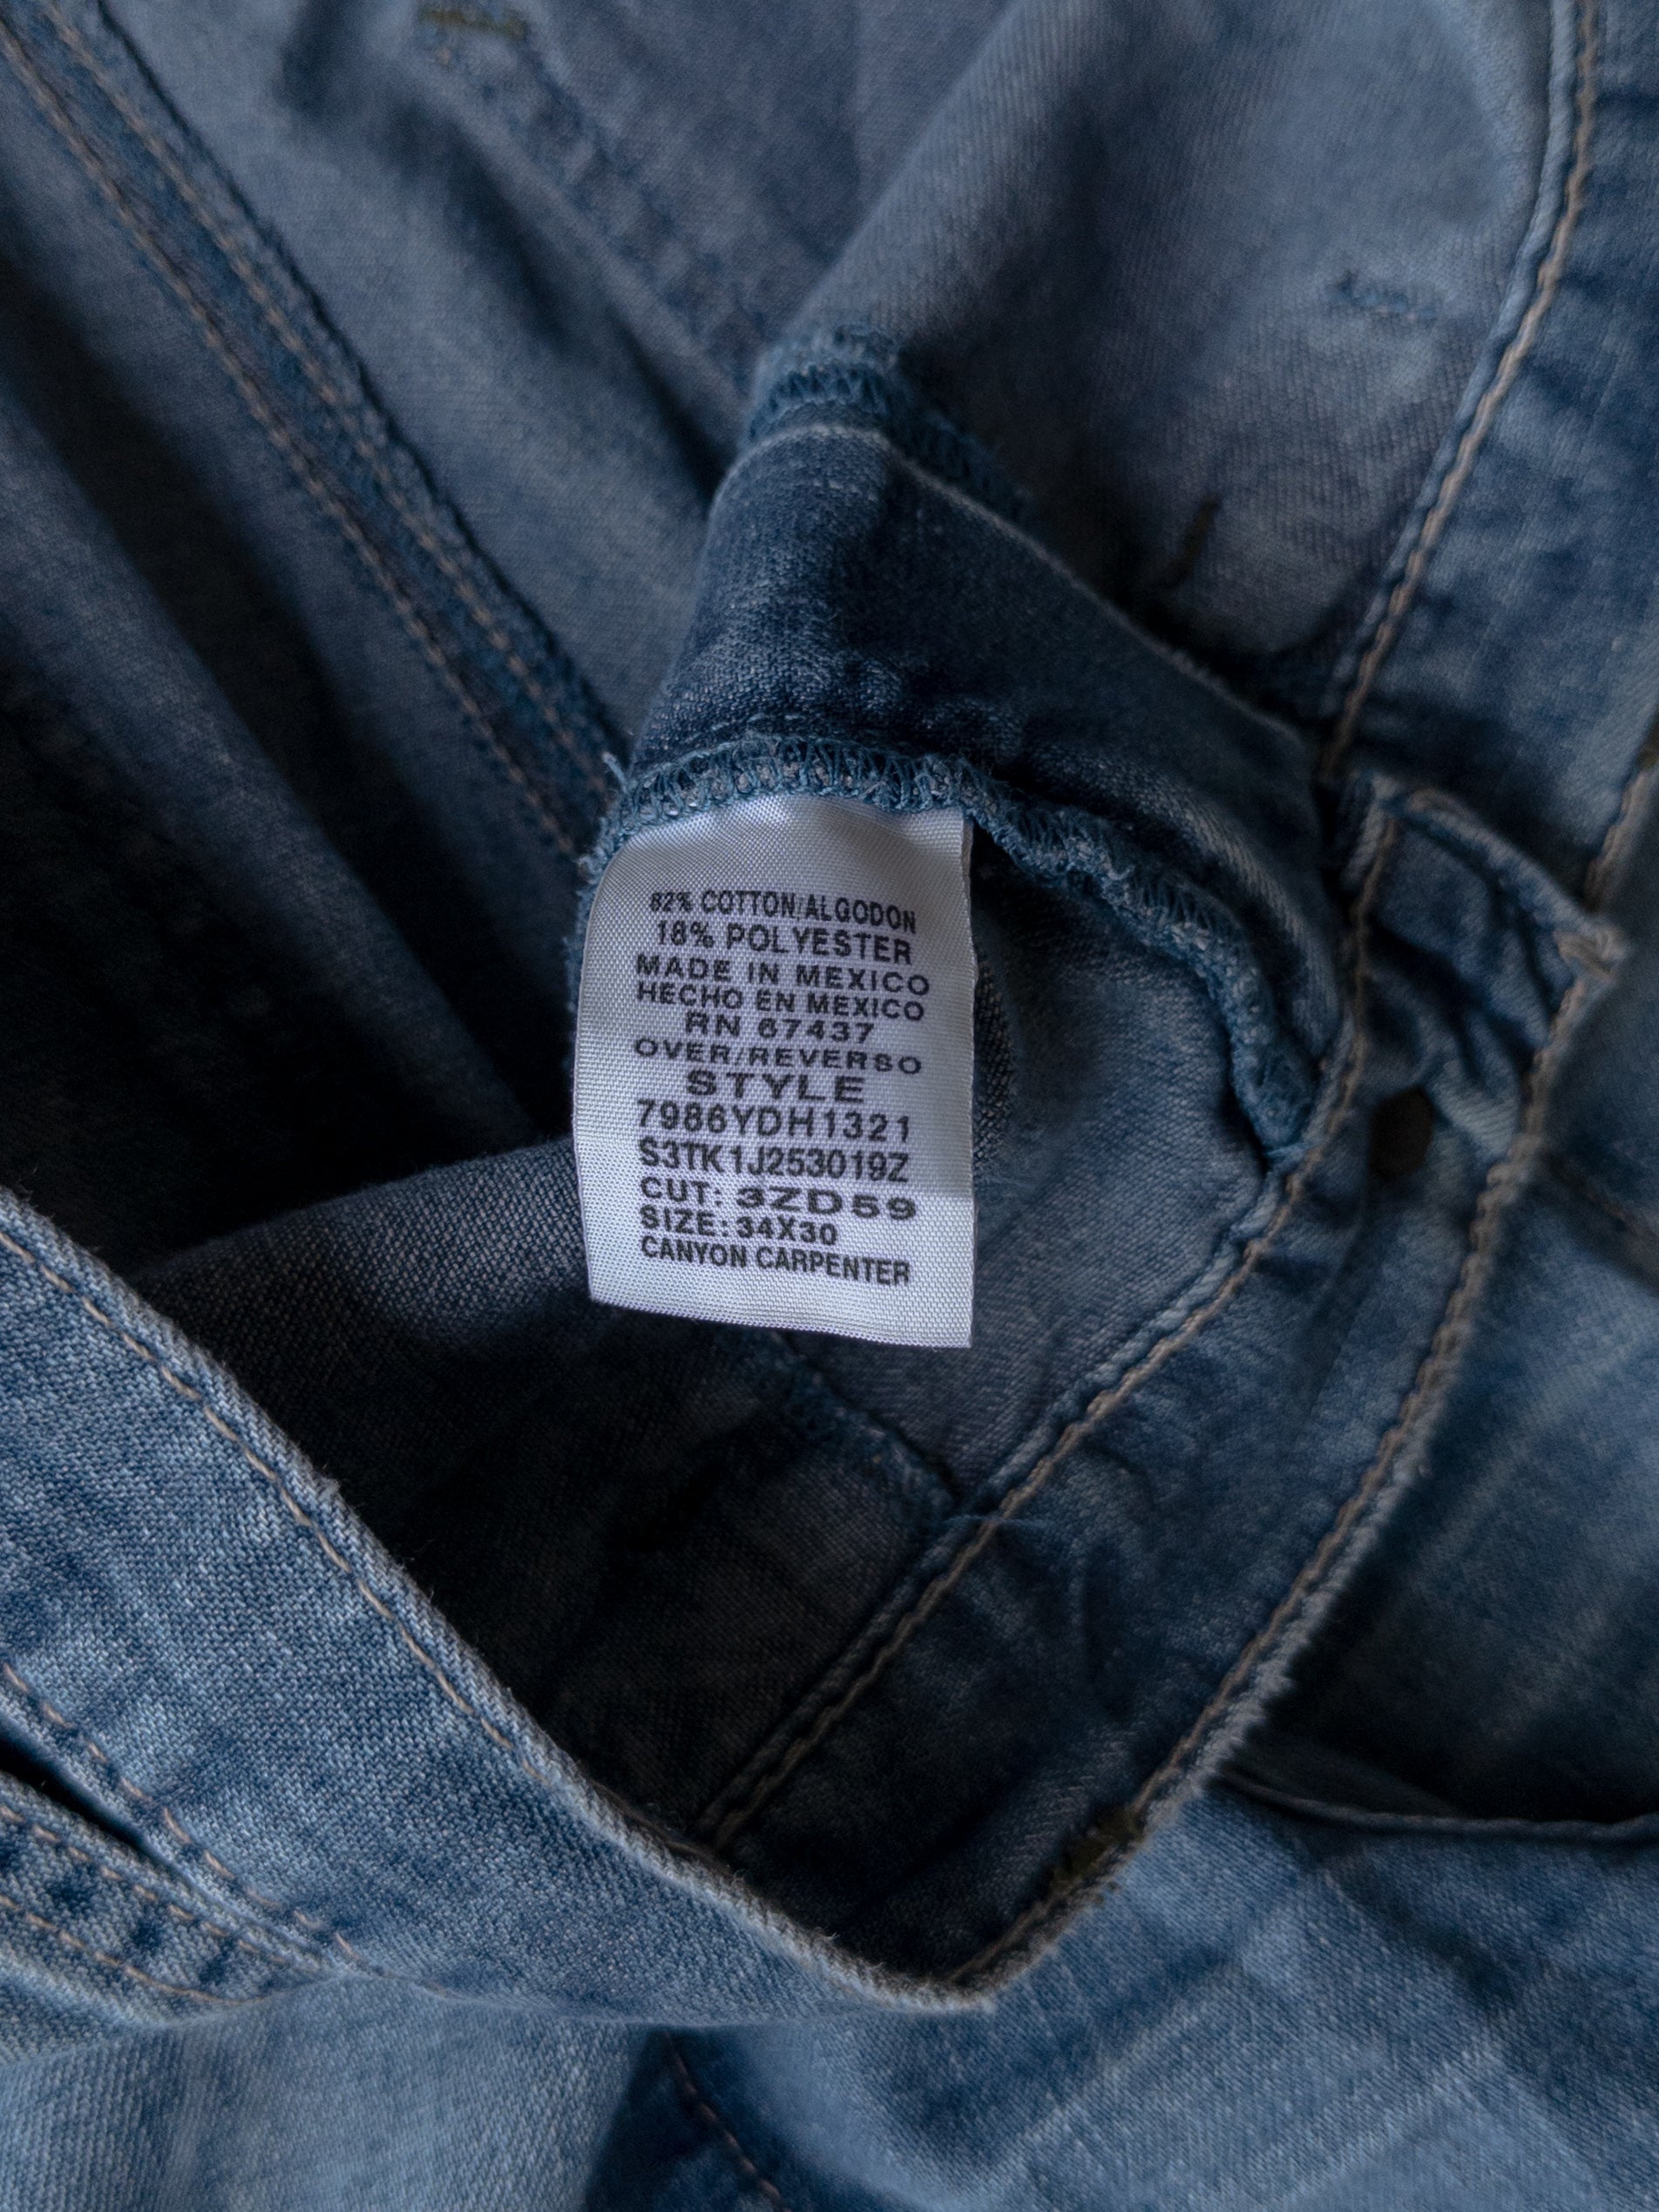 82% COTTON/ALGODON
18% POLYESTER
MADE IN MEXICO
HECHO EN MEXICO
RN 67437
OVER/REVERSO
STYLE
7986YDH1321
S3TK1J253019Z
CUT: 3ZD59
SIZE: 34X30
CANYON CARPENTER